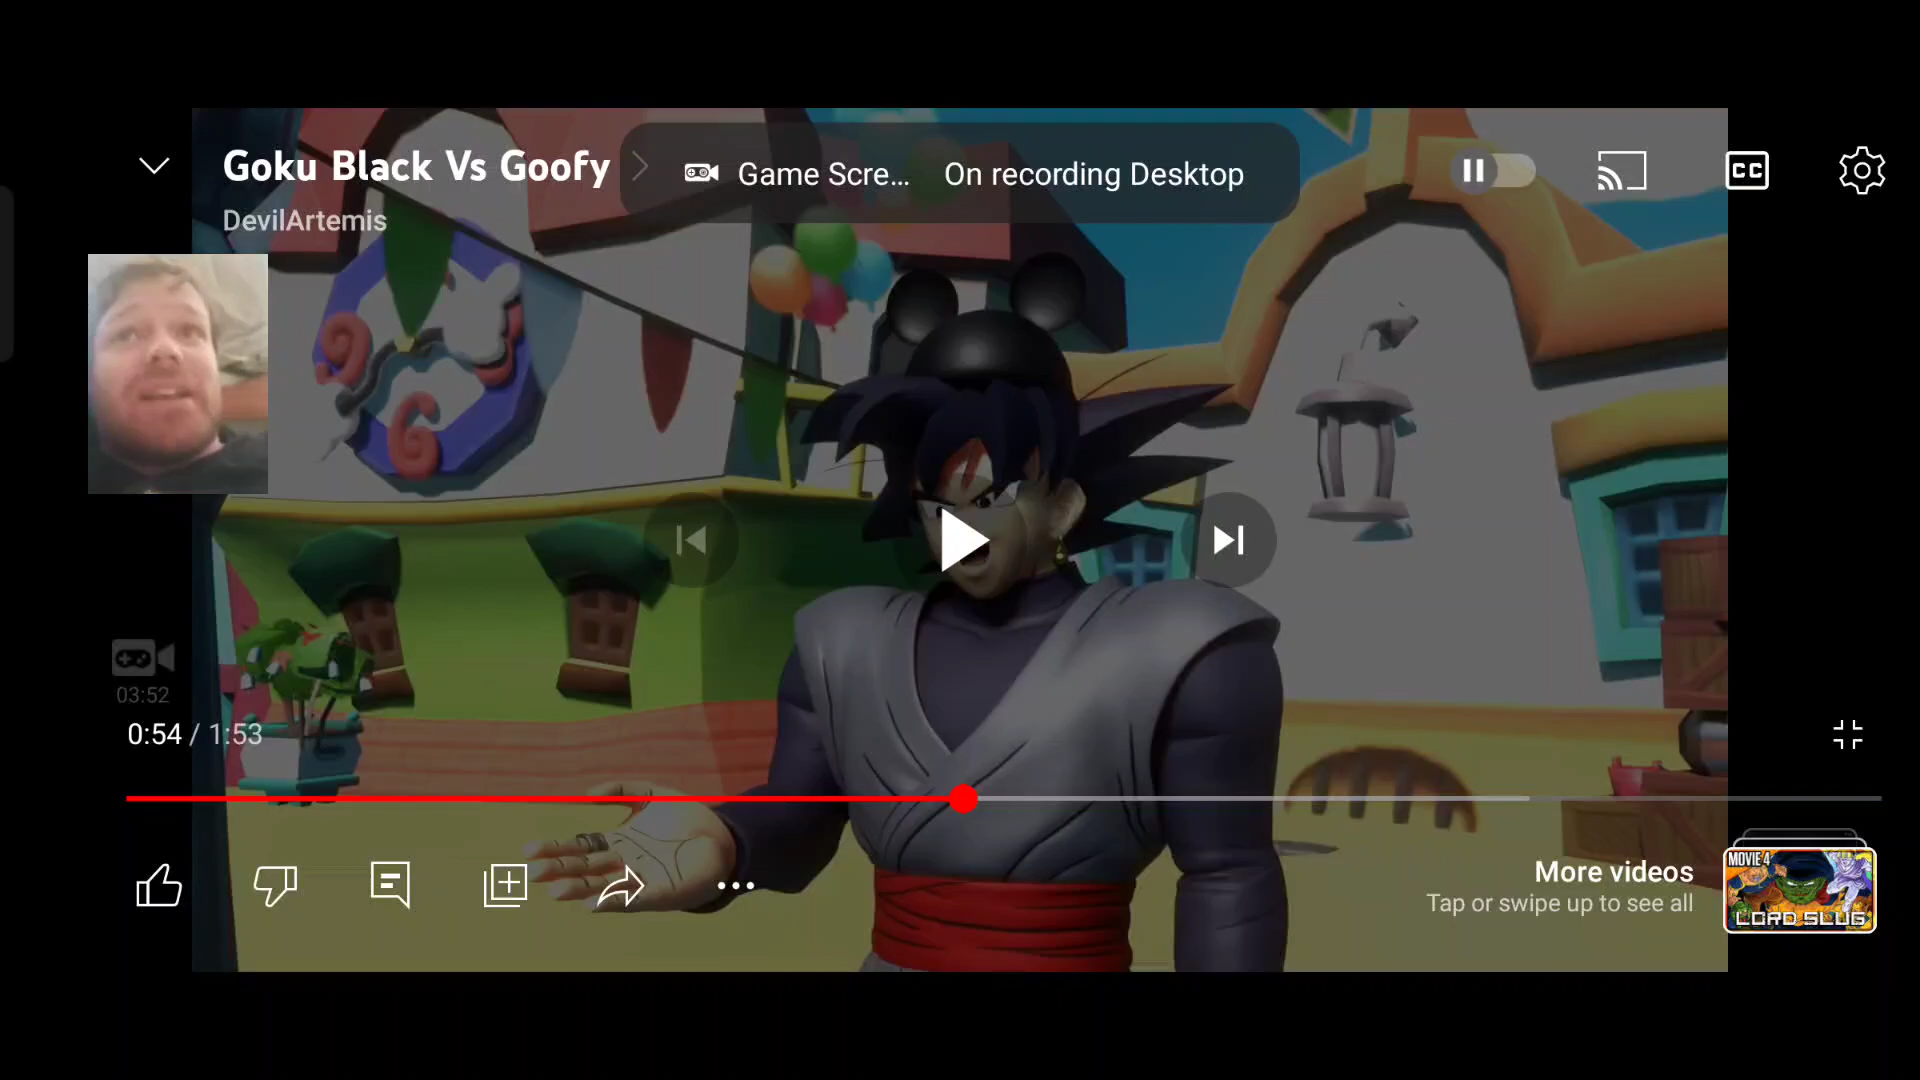 Goku Black Vs Goofy
DevilArtemis
Game Scre... On recording Desktop
CC
03:52
0:54 / 1:53
More videos
Tap or swipe up to see all
MOVIE 4
LORD SLUG